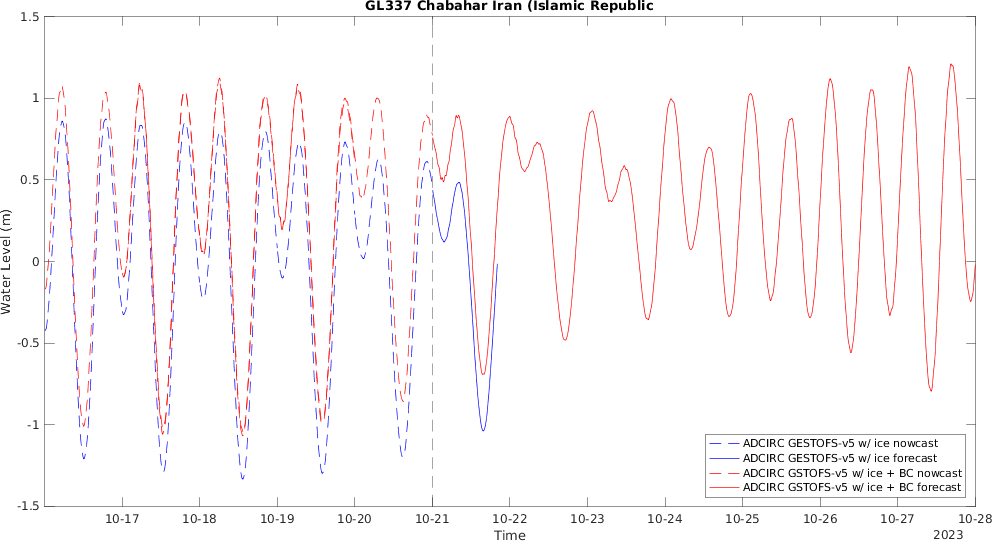 GL337 Chabahar Iran (Islamic Republic
1.5
1
0.5
0
-0.5
-1
-1.5
Water Level (m)
10-17 10-18 10-19 10-20 10-21 10-22 10-23 10-24 10-25 10-26 10-27 10-28
Time
2023
ADCIRC GESTOFS-v5 w/ ice nowcast
ADCIRC GESTOFS-v5 w/ ice forecast
ADCIRC GSTOFS-v5 w/ ice + BC nowcast
ADCIRC GSTOFS-v5 w/ ice + BC forecast